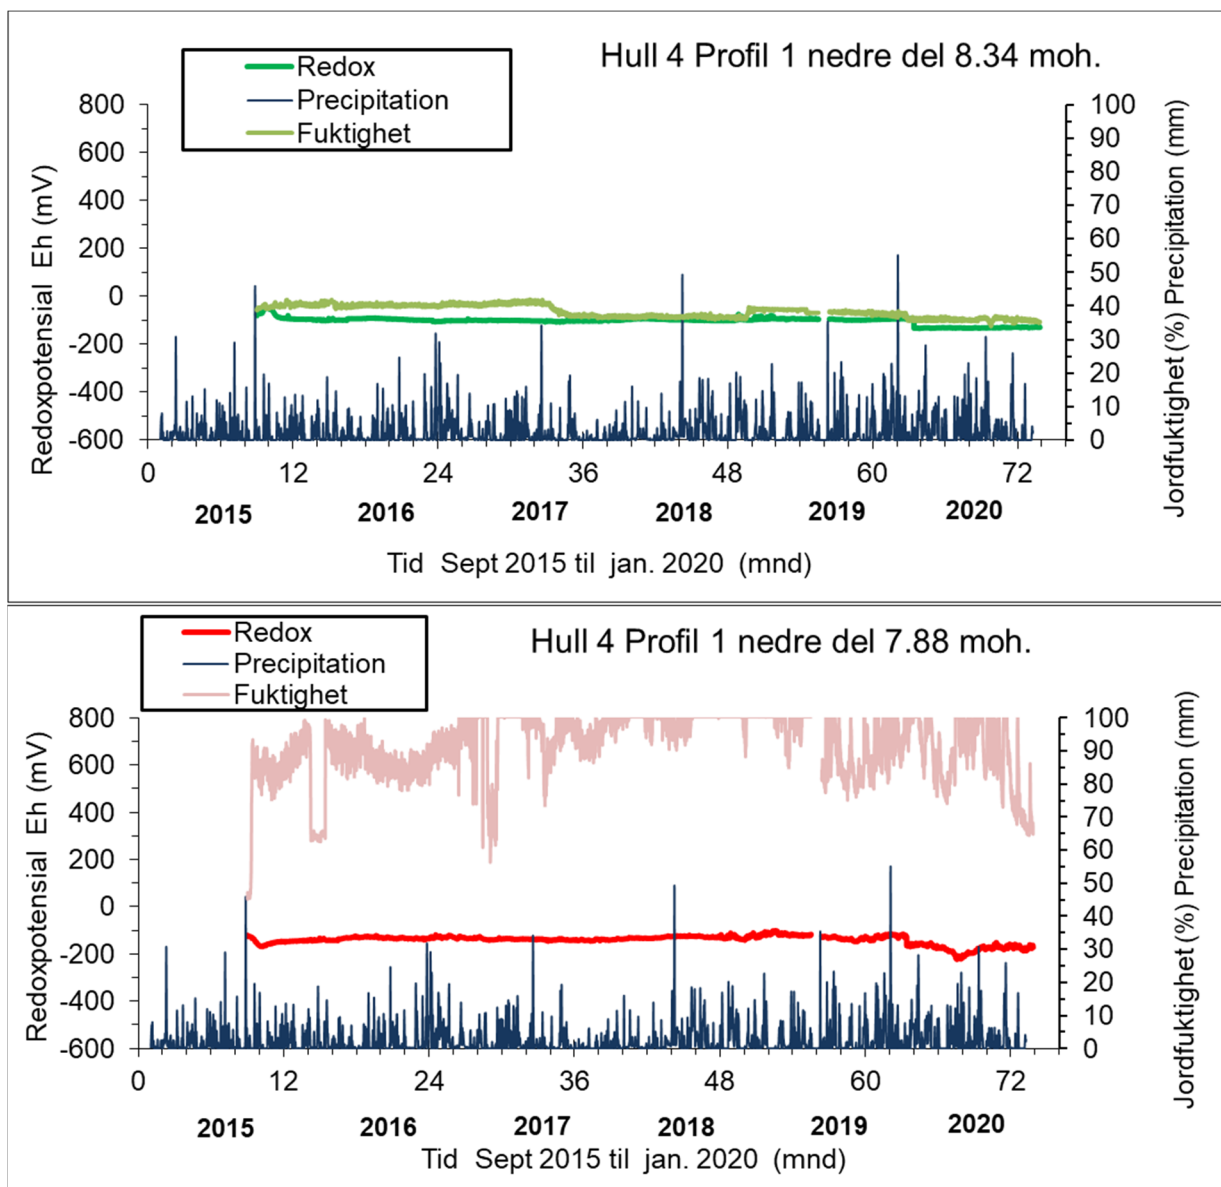 Hull 4 Profil 1 nedre del 8.34 moh.
Redox
Precipitation
Fuktighet
Redoxpotensial Eh (mV)
800
600
400
200
0
-200
-400
-600
100
90
80
70
60
50
40
30
20
10
0
Jordfuktighet (%) Precipitation (mm)
0 12 24 36 48 60 72
2015 2016 2017 2018 2019 2020
Tid Sept 2015 til jan. 2020 (mnd)
Hull 4 Profil 1 nedre del 7.88 moh.
Redox
Precipitation
Fuktighet
Redoxpotensial Eh (mV)
800
600
400
200
0
-200
-400
-600
100
90
80
70
60
50
40
30
20
10
0
Jordfuktighet (%) Precipitation (mm)
0 12 24 36 48 60 72
2015 2016 2017 2018 2019 2020
Tid Sept 2015 til jan. 2020 (mnd)